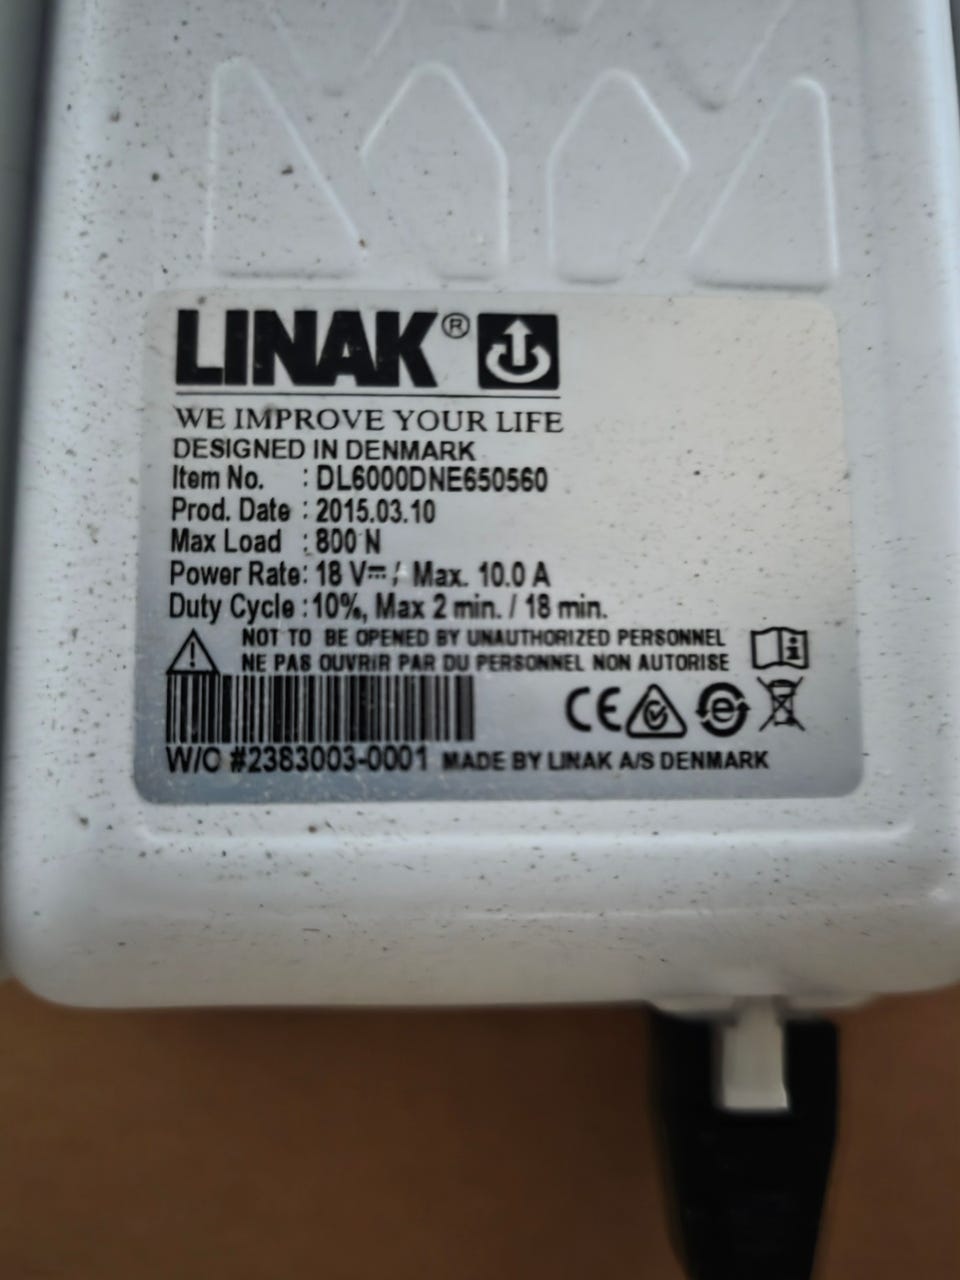 LINAK®
WE IMPROVE YOUR LIFE
DESIGNED IN DENMARK
Item No. : DL6000DNE650560
Prod. Date : 2015.03.10
Max Load : 800 N
Power Rate: 18 V⎓ / Max. 10.0 A
Duty Cycle : 10%, Max 2 min. / 18 min.
NOT TO BE OPENED BY UNAUTHORIZED PERSONNEL
NE PAS OUVRIR PAR DU PERSONNEL NON AUTORISE
CE
W/O #2383003-0001 MADE BY LINAK A/S DENMARK